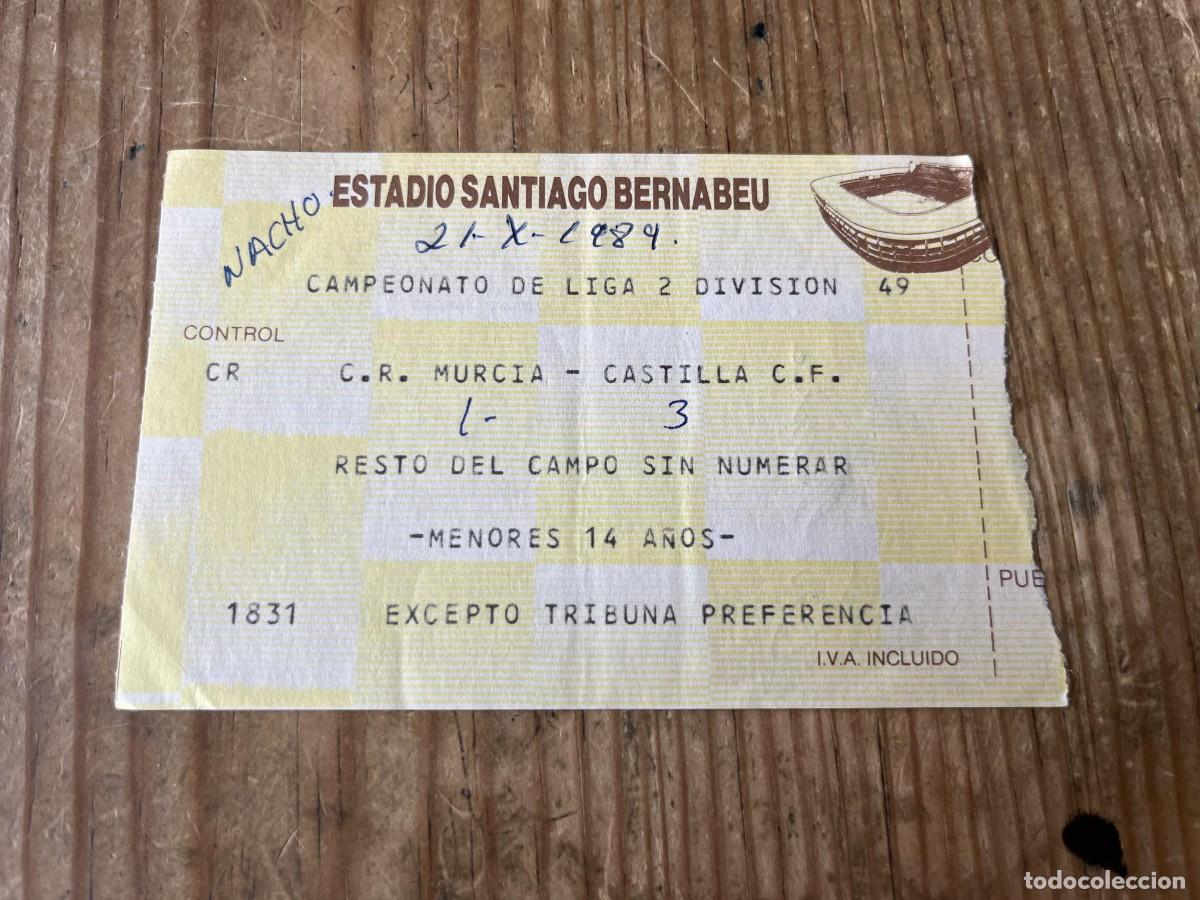 ESTADIO SANTIAGO BERNABEU
NACHO.
21-X-1989.
CAMPEONATO DE LIGA 2 DIVISION 49
CONTROL
CR C.R. MURCIA - CASTILLA C.F.
1- 3
RESTO DEL CAMPO SIN NUMERAR
-MENORES 14 AÑOS-
PUE
1831 EXCEPTO TRIBUNA PREFERENCIA
I.V.A. INCLUIDO
todocoleccion